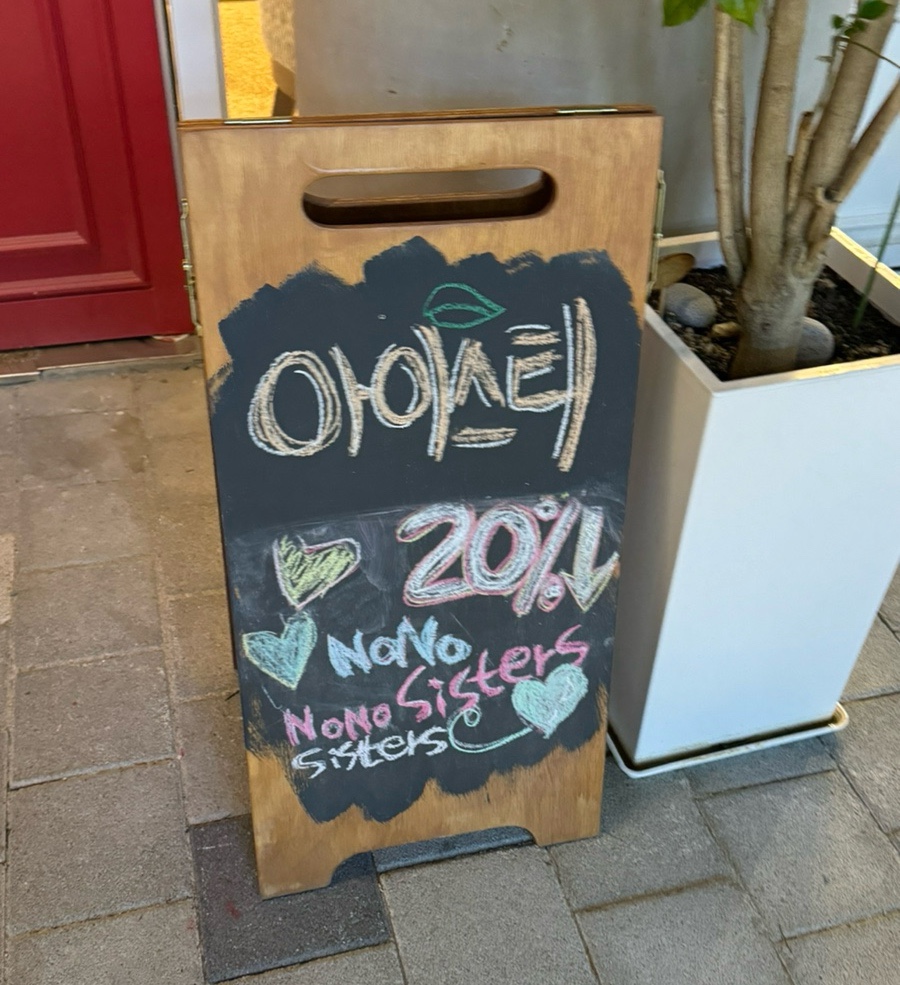 아이스티
20%↓
NoNo
Sisters
NoNo
sisters